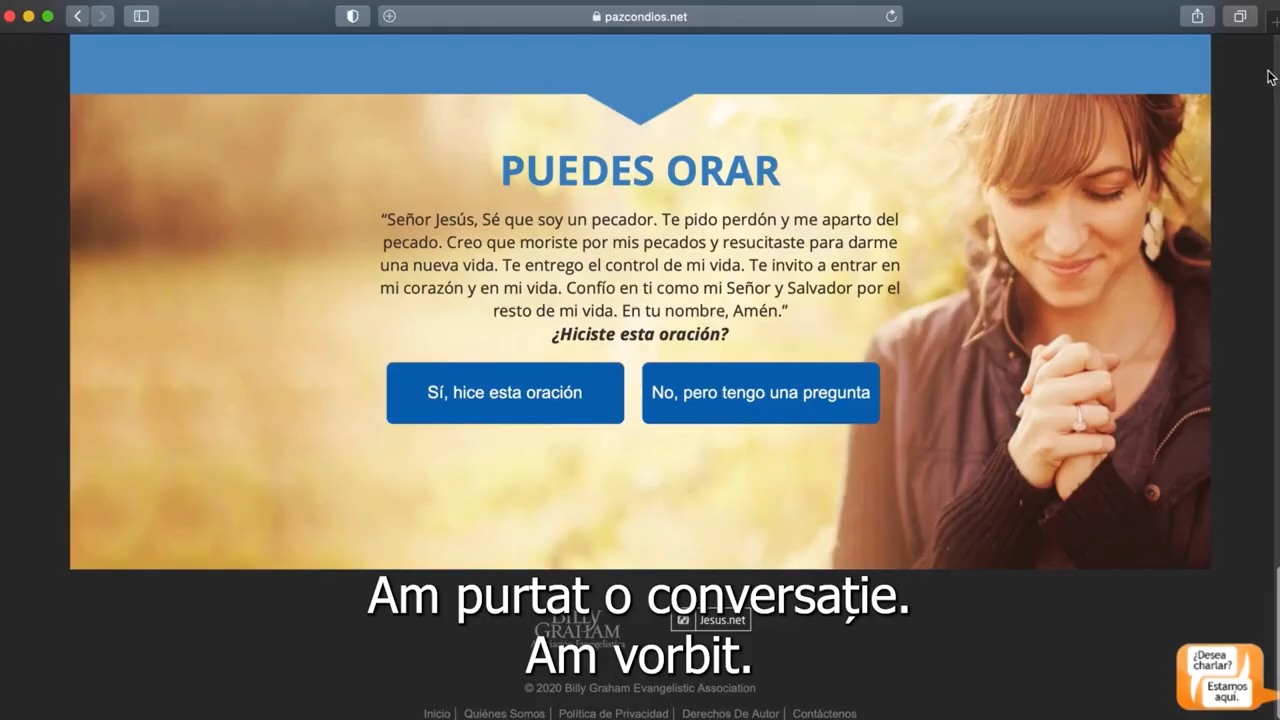 pazcondios.net
PUEDES ORAR
“Señor Jesús, Sé que soy un pecador. Te pido perdón y me aparto del
pecado. Creo que moriste por mis pecados y resucitaste para darme
una nueva vida. Te entrego el control de mi vida. Te invito a entrar en
mi corazón y en mi vida. Confío en ti como mi Señor y Salvador por el
resto de mi vida. En tu nombre, Amén.”
¿Hiciste esta oración?
Sí, hice esta oración
No, pero tengo una pregunta
Am purtat o conversație.
BILLY
GRAHAM
Jesus.net
Am vorbit.
© 2020 Billy Graham Evangelistic Association
Inicio | Quiénes Somos | Política de Privacidad | Derechos De Autor | Contáctenos
¿Desea
charlar?
Estamos
aquí.